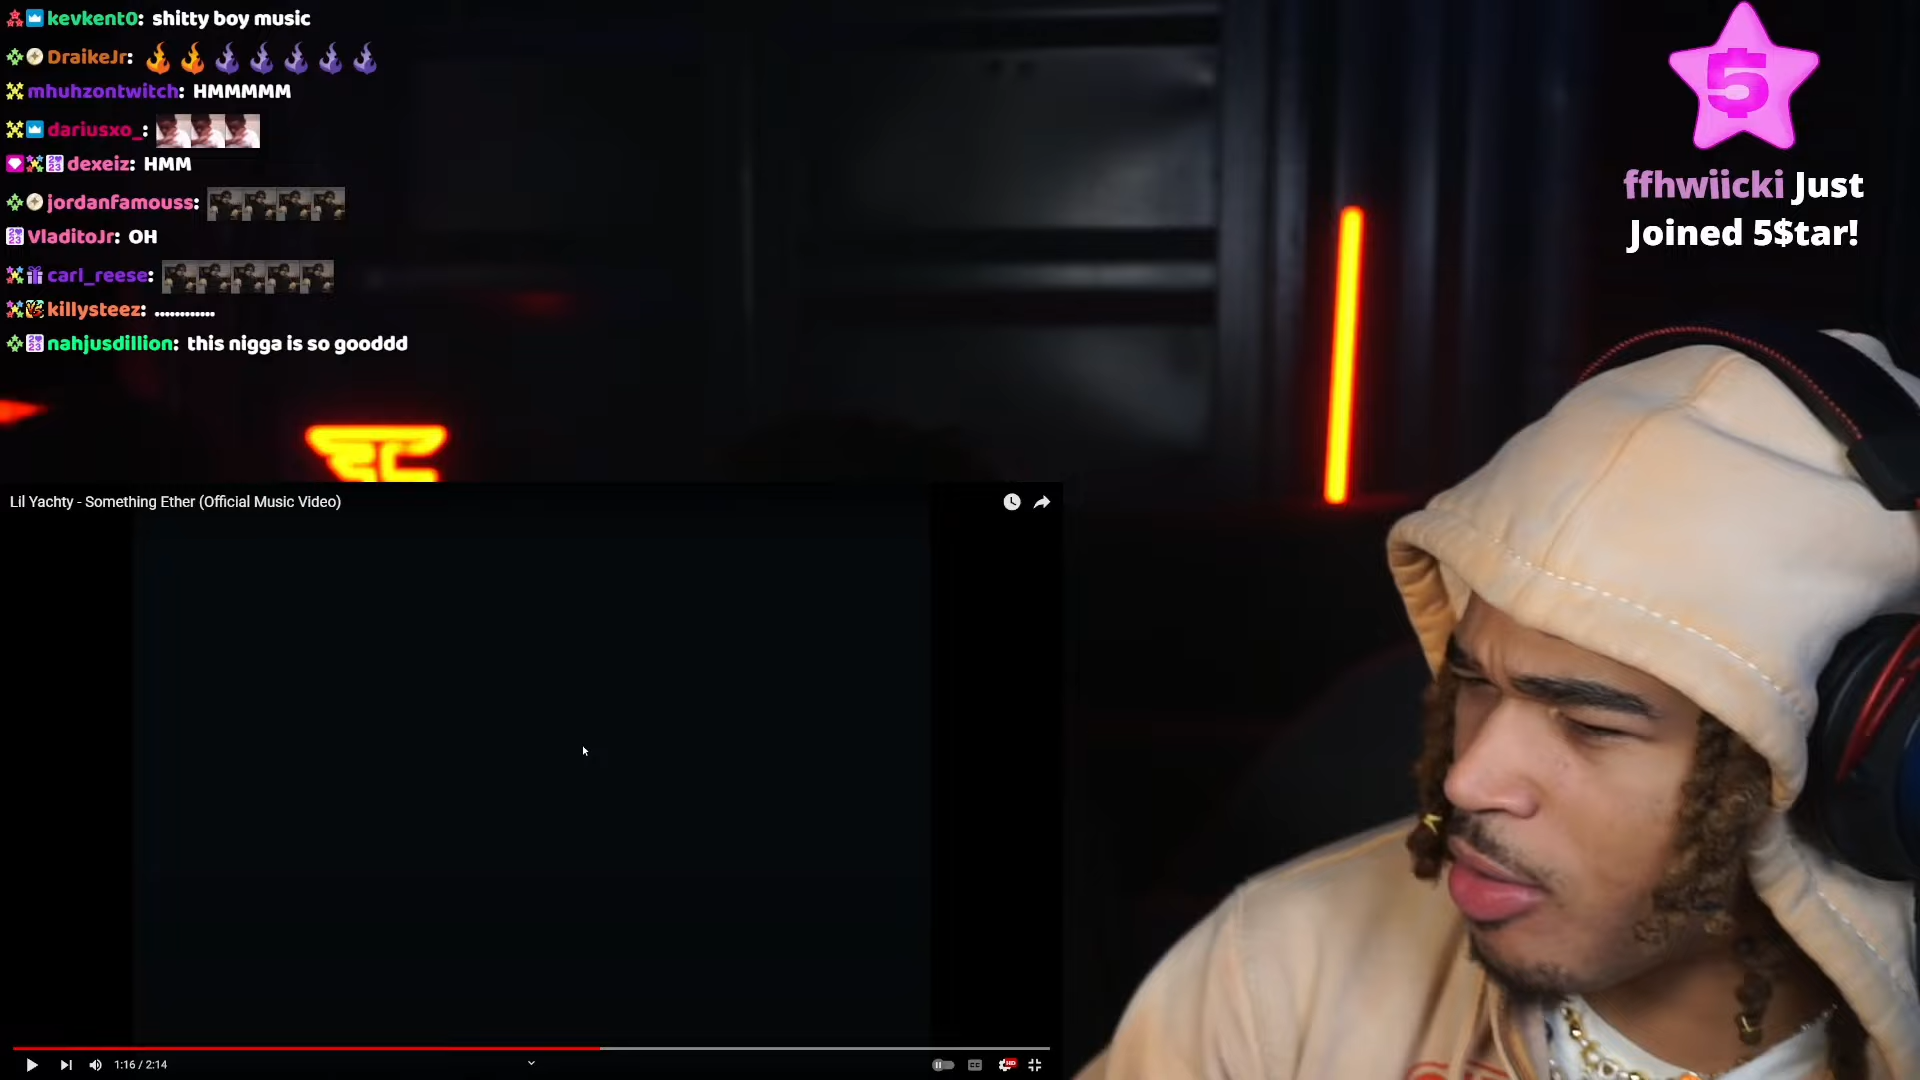 kevkent0: shitty boy music
DraikeJr:
mhuhzontwitch: HMMMMM
dariusxo_:
dexeiz: HMM
jordanfamouss:
VladitoJr: OH
carl_reese:
killysteez: ............
nahjusdillion: this nigga is so gooddd
5
ffhwiicki Just
Joined 5$tar!
Lil Yachty - Something Ether (Official Music Video)
1:16 / 2:14
CC
HD